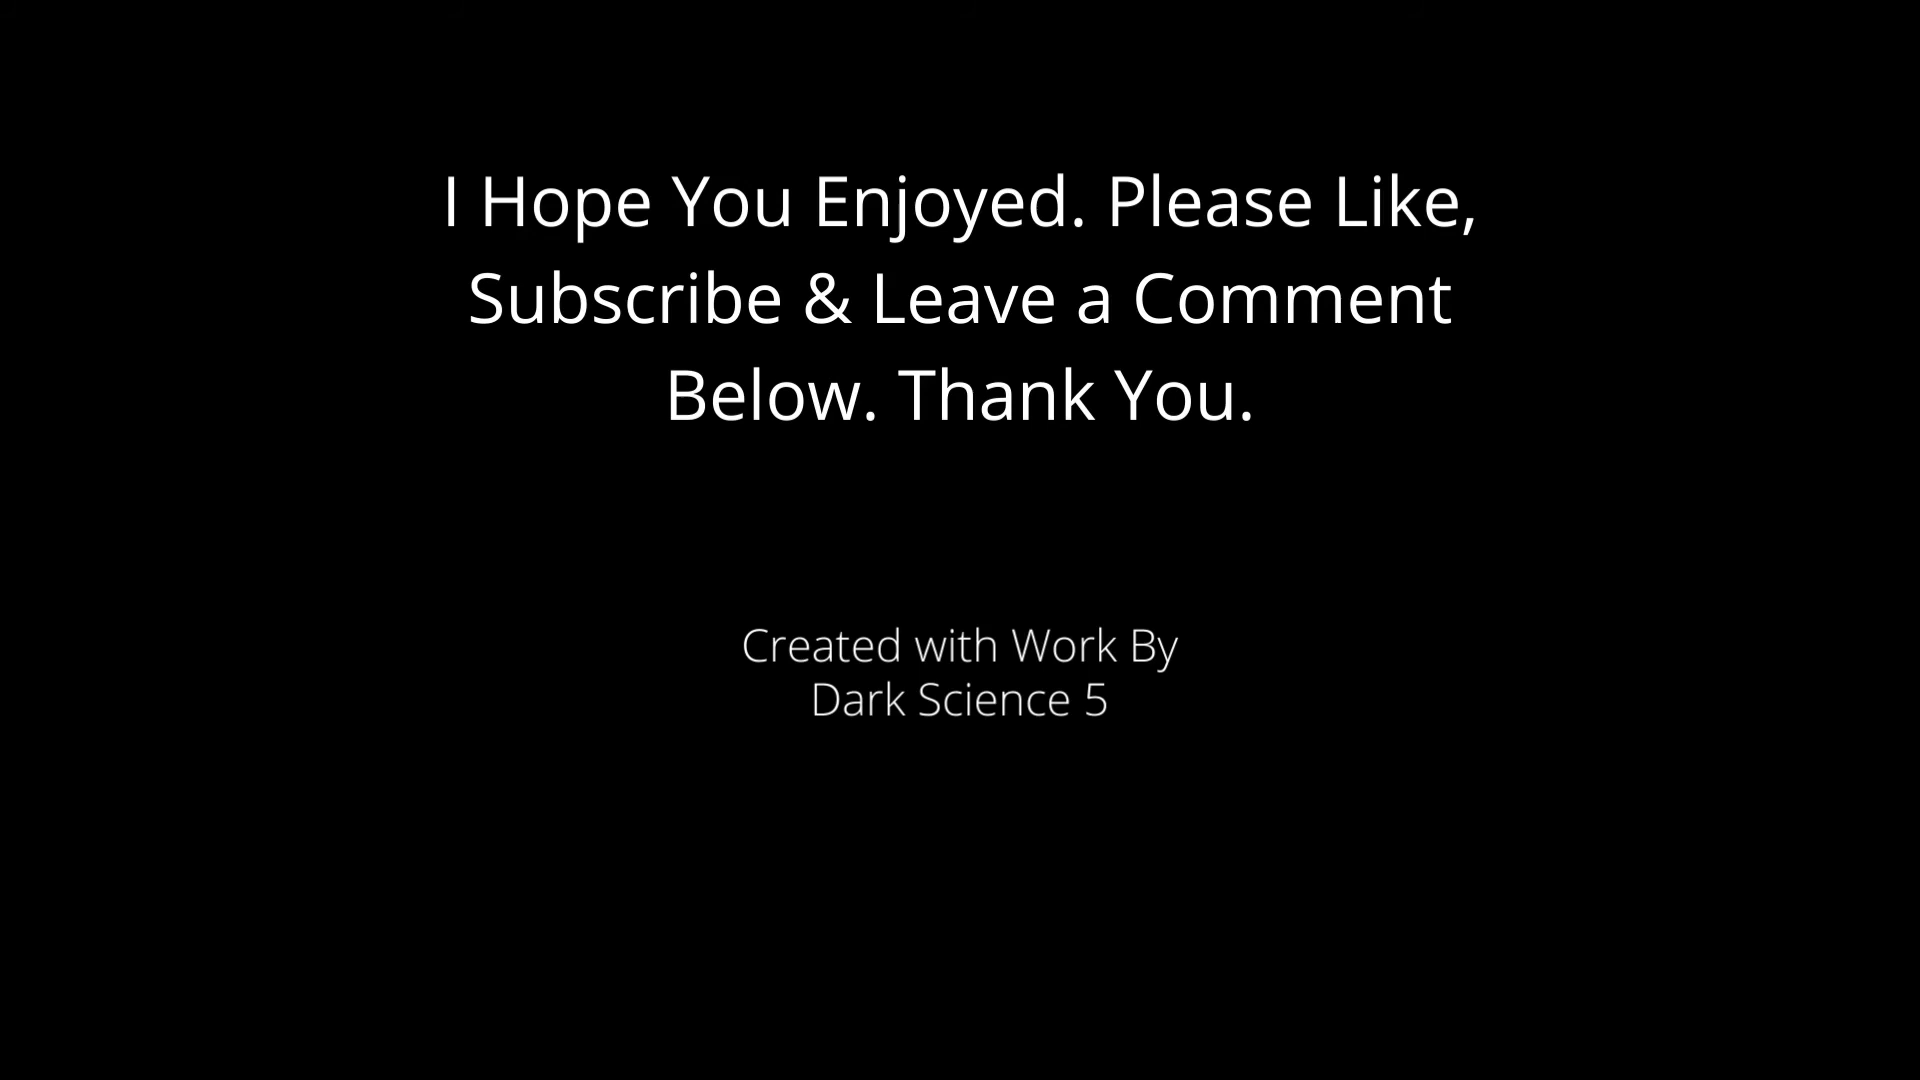 I Hope You Enjoyed. Please Like,
Subscribe & Leave a Comment
Below. Thank You.
Created with Work By
Dark Science 5